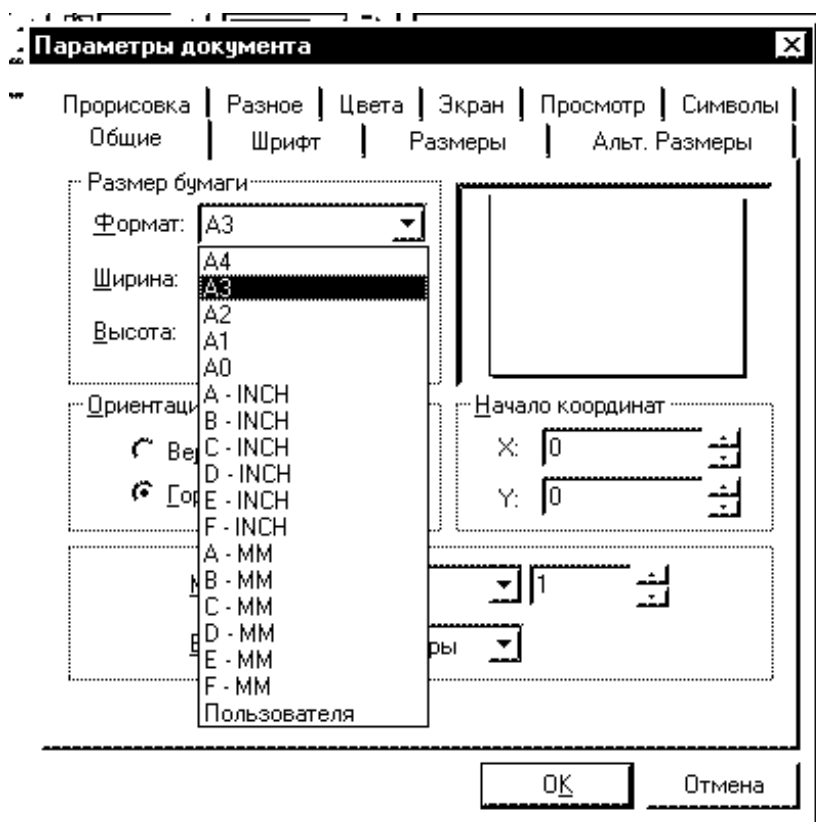 Параметры документа
Прорисовка Разное Цвета Экран Просмотр Символы
Общие Шрифт Размеры Альт. Размеры
Размер бумаги
Формат: A3
Ширина:
Высота:
A4
A3
A2
A1
A0
A - INCH
B - INCH
C - INCH
D - INCH
E - INCH
F - INCH
A - MM
B - MM
C - MM
D - MM
E - MM
F - MM
Пользователя
Начало координат
X: 0
Y: 0
1
OK Отмена